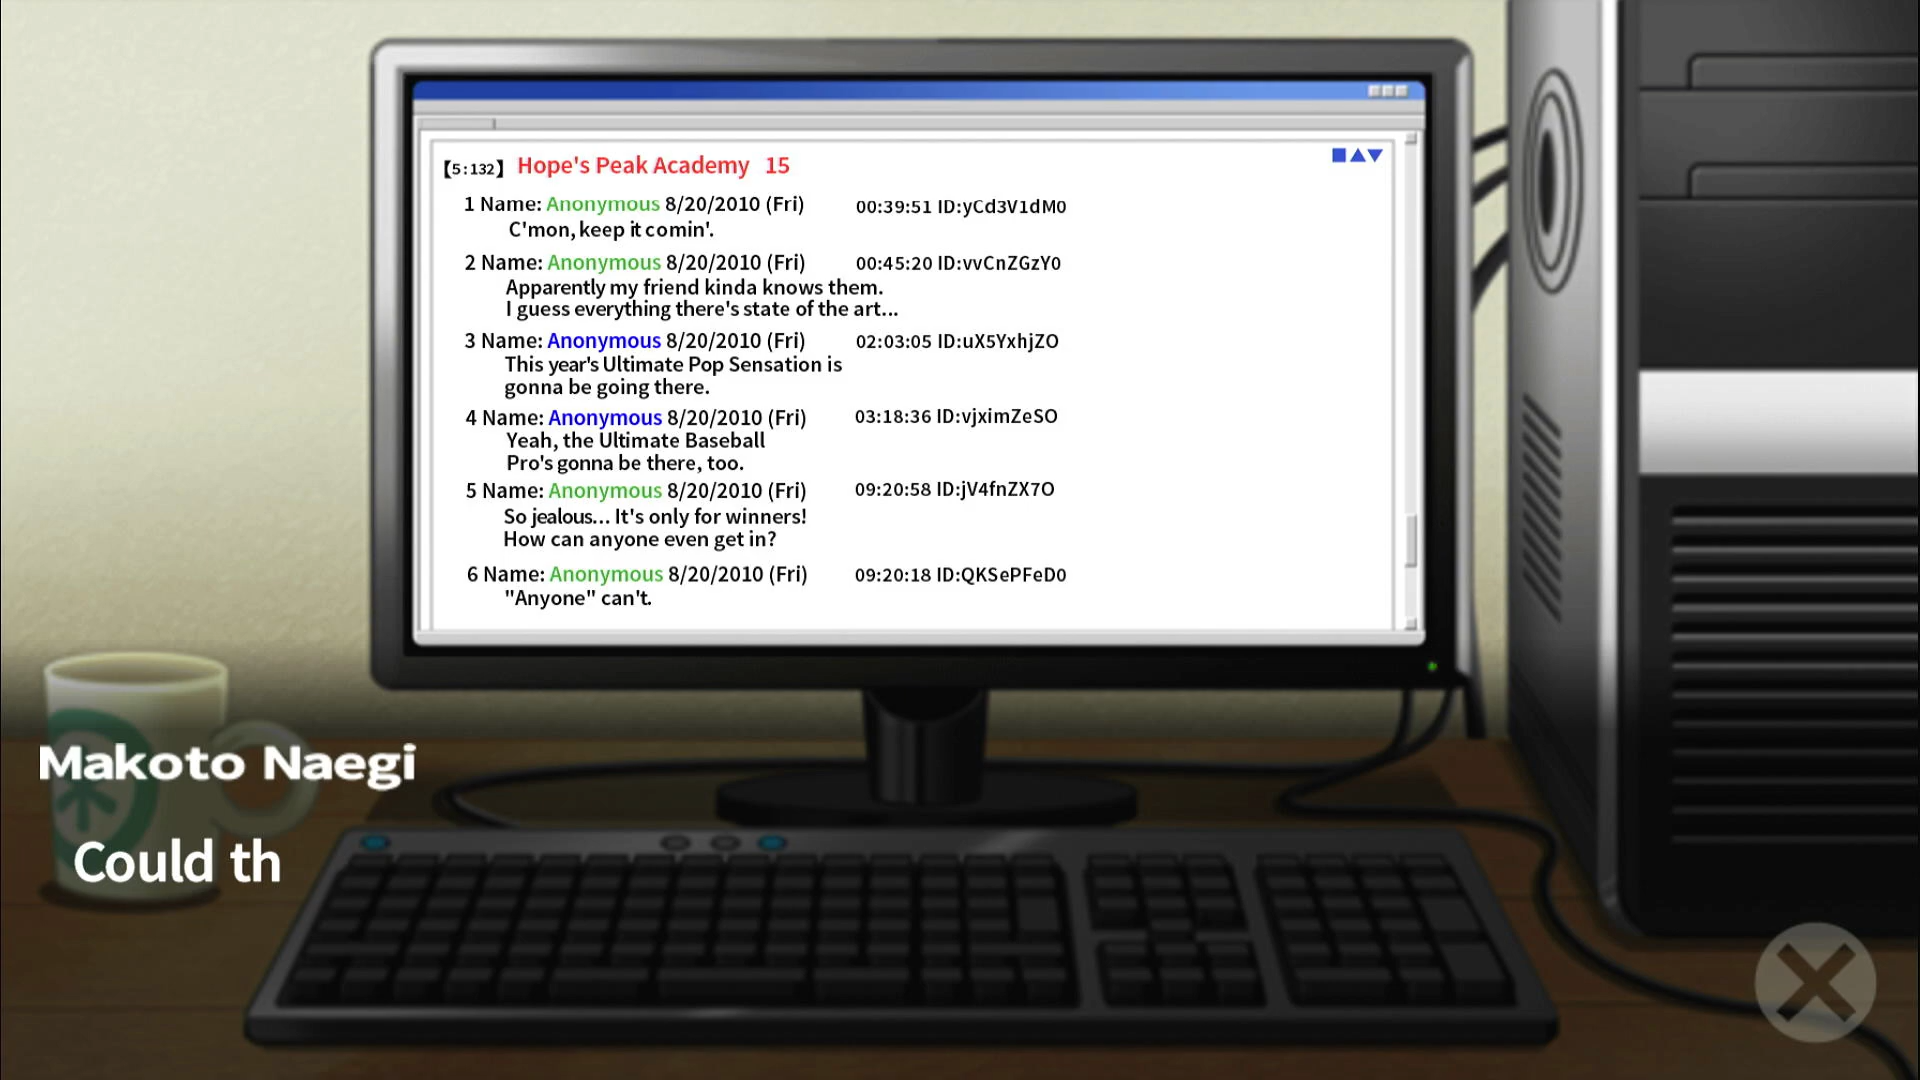 【5:132】 Hope's Peak Academy 15
1 Name: Anonymous 8/20/2010 (Fri) 00:39:51 ID:yCd3V1dM0
C'mon, keep it comin'.
2 Name: Anonymous 8/20/2010 (Fri) 00:45:20 ID:vvCnZGzY0
Apparently my friend kinda knows them.
I guess everything there's state of the art...
3 Name: Anonymous 8/20/2010 (Fri) 02:03:05 ID:uX5YxhjZO
This year's Ultimate Pop Sensation is
gonna be going there.
4 Name: Anonymous 8/20/2010 (Fri) 03:18:36 ID:vjximZeSO
Yeah, the Ultimate Baseball
Pro's gonna be there, too.
5 Name: Anonymous 8/20/2010 (Fri) 09:20:58 ID:jV4fnZX7O
So jealous... It's only for winners!
How can anyone even get in?
6 Name: Anonymous 8/20/2010 (Fri) 09:20:18 ID:QKSePFeD0
"Anyone" can't.
Makoto Naegi
Could th